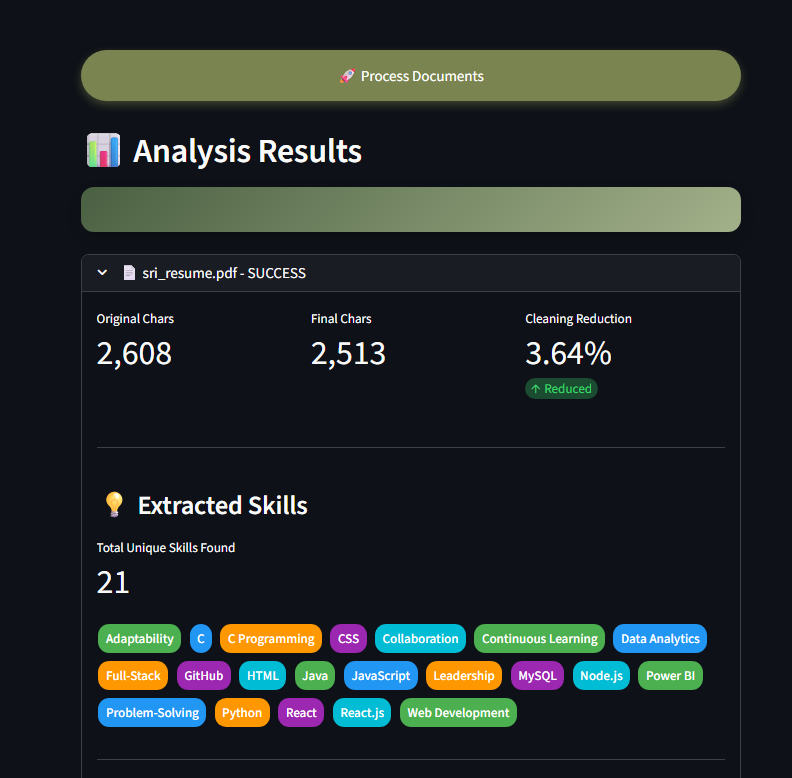 🚀 Process Documents
📊 Analysis Results
📄 sri_resume.pdf - SUCCESS
Original Chars Final Chars Cleaning Reduction
2,608 2,513 3.64%
↑ Reduced
💡 Extracted Skills
Total Unique Skills Found
21
Adaptability C C Programming CSS Collaboration Continuous Learning Data Analytics
Full-Stack GitHub HTML Java JavaScript Leadership MySQL Node.js Power BI
Problem-Solving Python React React.js Web Development